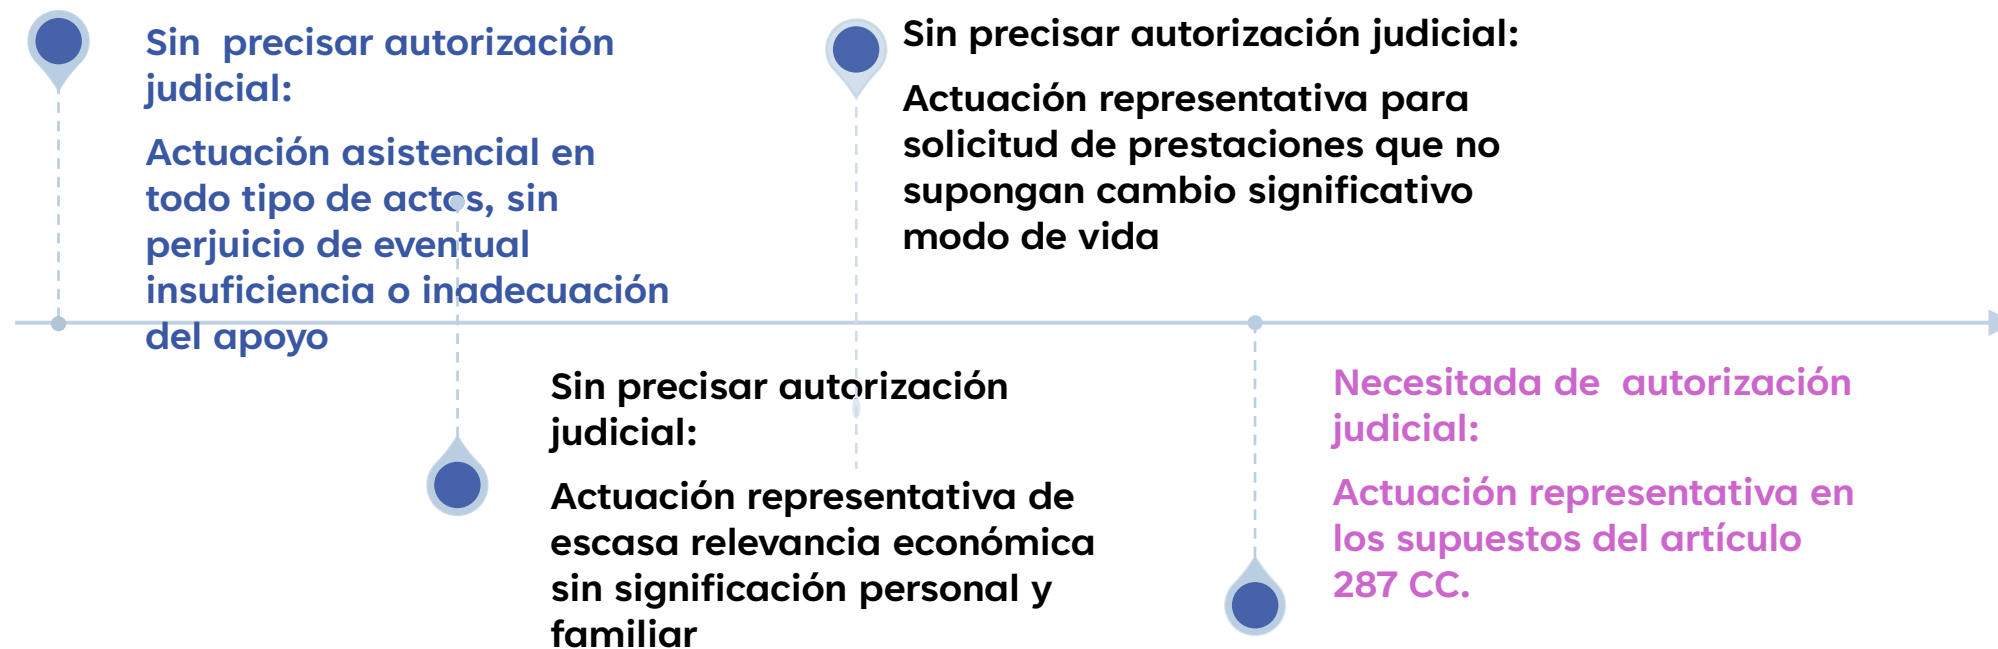 Sin  precisar autorización
judicial:
Actuación asistencial en
todo tipo de actos, sin
perjuicio de eventual
insuficiencia o inadecuación
del apoyo
Sin precisar autorización
judicial:
Actuación representativa de
escasa relevancia económica
sin significación personal y
familiar
Sin precisar autorización judicial:
Actuación representativa para
solicitud de prestaciones que no
supongan cambio significativo
modo de vida
Necesitada de  autorización
judicial:
Actuación representativa en
los supuestos del artículo
287 CC.